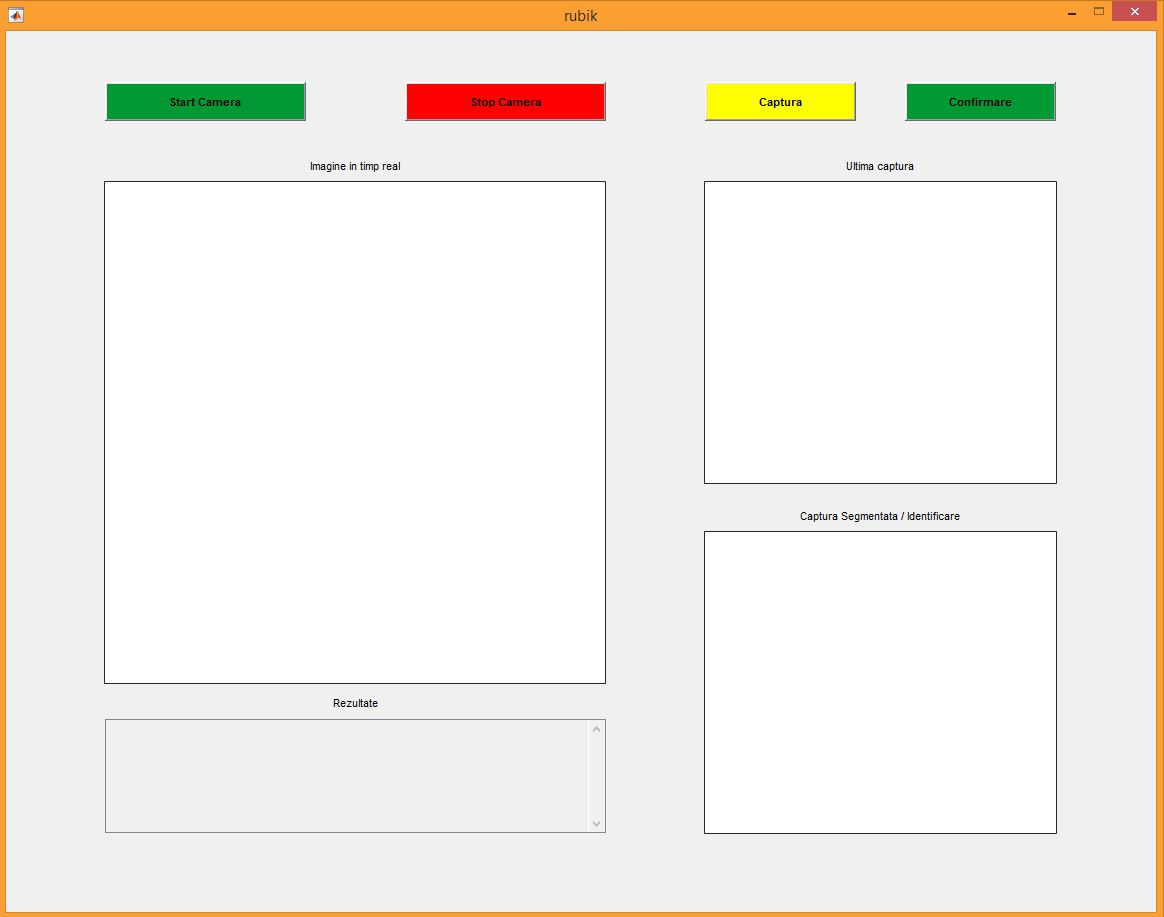 rubik
Start Camera
Stop Camera
Captura
Confirmare
Imagine in timp real
Ultima captura
Captura Segmentata / Identificare
Rezultate